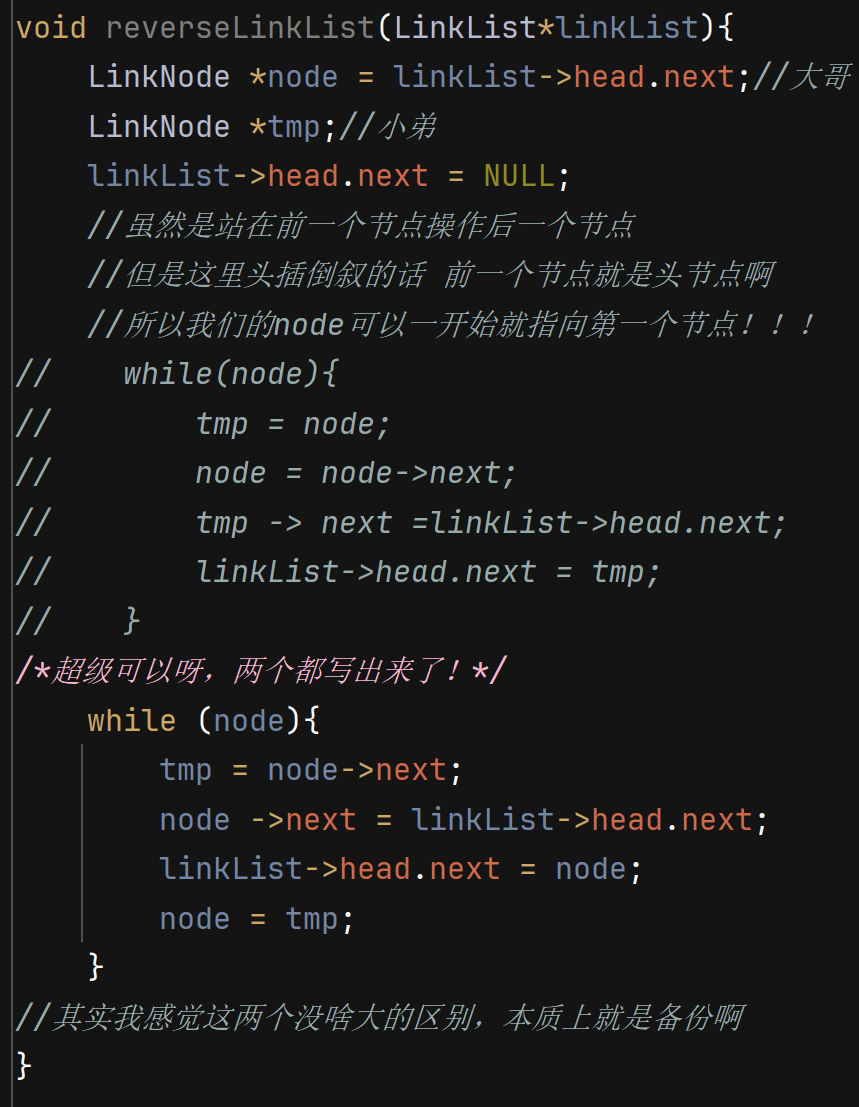 void reverseLinkList(LinkList*linkList){
    LinkNode *node = linkList->head.next;//大哥
    LinkNode *tmp;//小弟
    linkList->head.next = NULL;
    //虽然是站在前一个节点操作后一个节点
    //但是这里头插倒叙的话 前一个节点就是头节点啊
    //所以我们的node可以一开始就指向第一个节点！！！
//    while(node){
//        tmp = node;
//        node = node->next;
//        tmp -> next =linkList->head.next;
//        linkList->head.next = tmp;
//    }
/*超级可以呀，两个都写出来了！*/
    while (node){
        tmp = node->next;
        node ->next = linkList->head.next;
        linkList->head.next = node;
        node = tmp;
    }
//其实我感觉这两个没啥大的区别，本质上就是备份啊
}